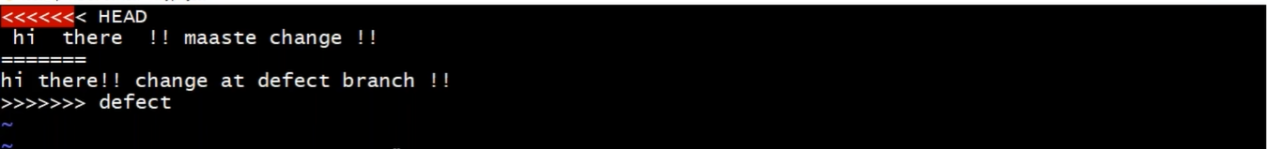 <<<<<<< HEAD
 hi  there  !! maaste change !!
=======
hi there!! change at defect branch !!
>>>>>>> defect
~
~